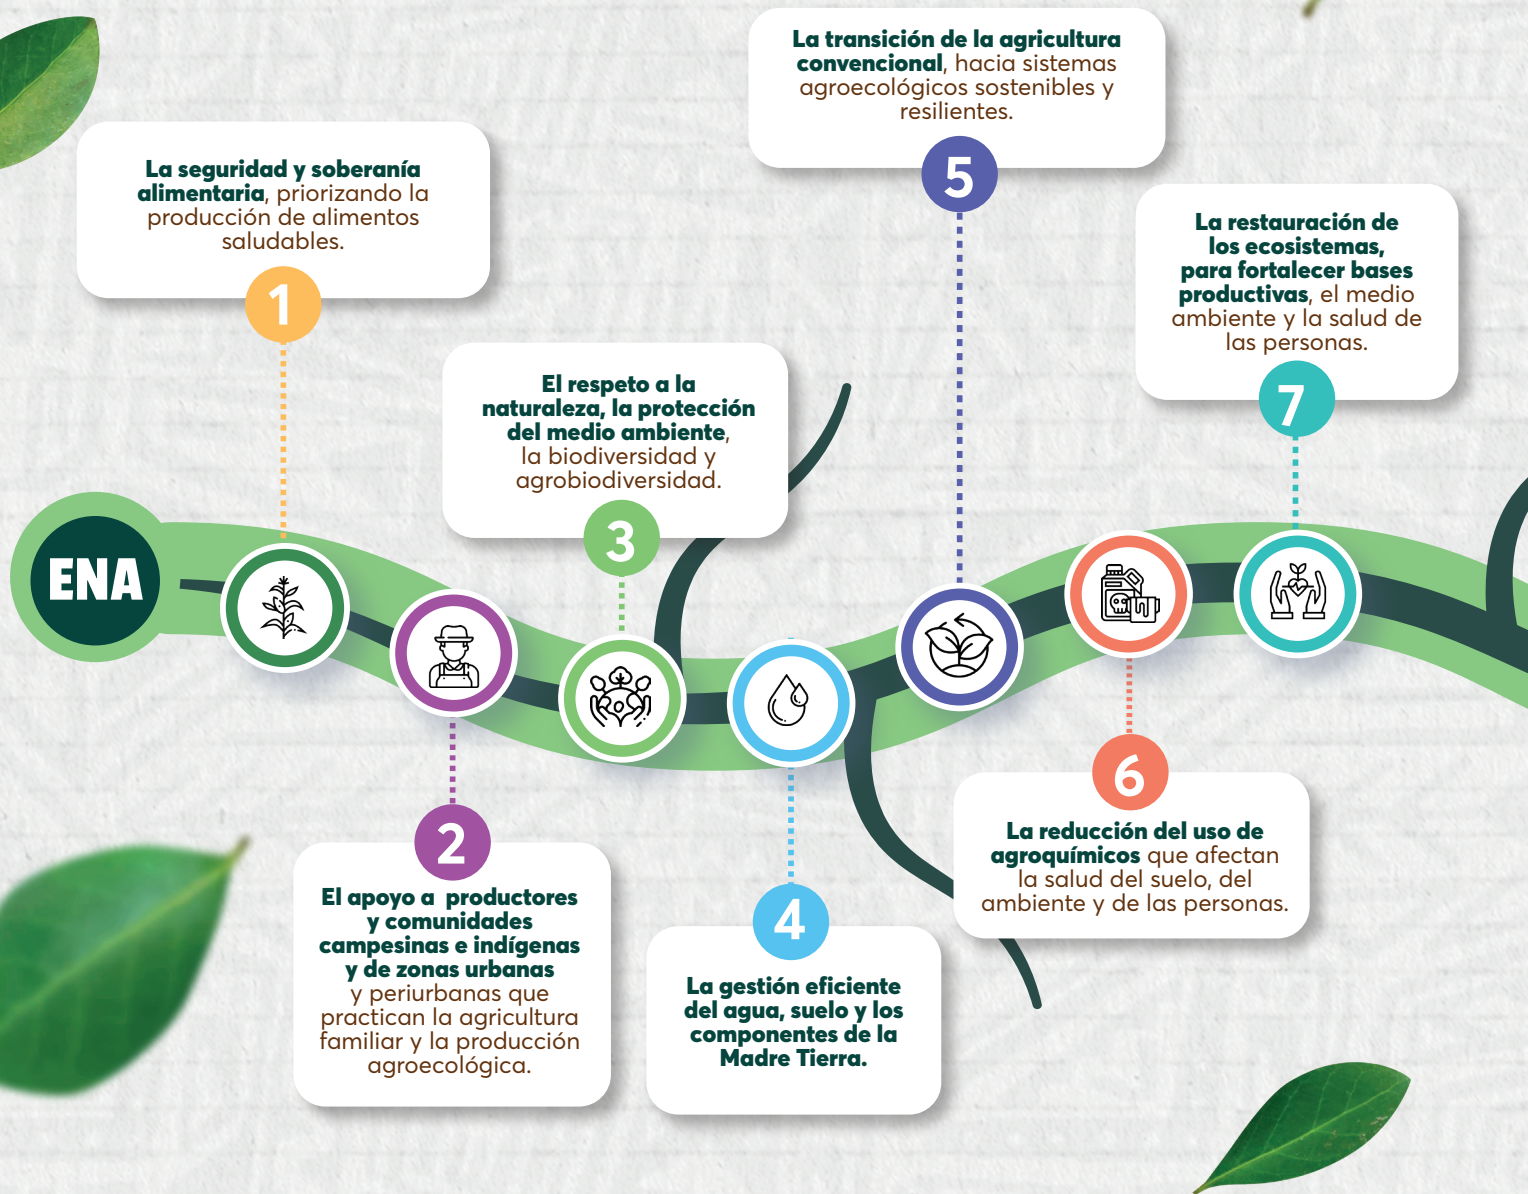 ENA
La seguridad y soberanía
alimentaria, priorizando la
producción de alimentos
saludables.
1
2
El apoyo a productores
y comunidades
campesinas e indígenas
y de zonas urbanas
y periurbanas que
practican la agricultura
familiar y la producción
agroecológica.
El respeto a la
naturaleza, la protección
del medio ambiente,
la biodiversidad y
agrobiodiversidad.
3
4
La gestión eficiente
del agua, suelo y los
componentes de la
Madre Tierra.
La transición de la agricultura
convencional, hacia sistemas
agroecológicos sostenibles y
resilientes.
5
6
La reducción del uso de
agroquímicos que afectan
la salud del suelo, del
ambiente y de las personas.
La restauración de
los ecosistemas,
para fortalecer bases
productivas, el medio
ambiente y la salud de
las personas.
7